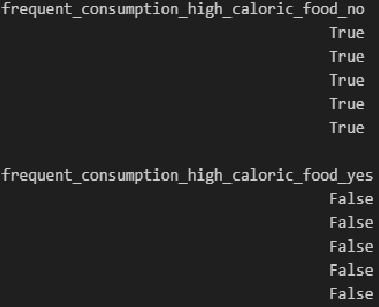 frequent_consumption_high_caloric_food_no
True
True
True
True
True
frequent_consumption_high_caloric_food_yes
False
False
False
False
False